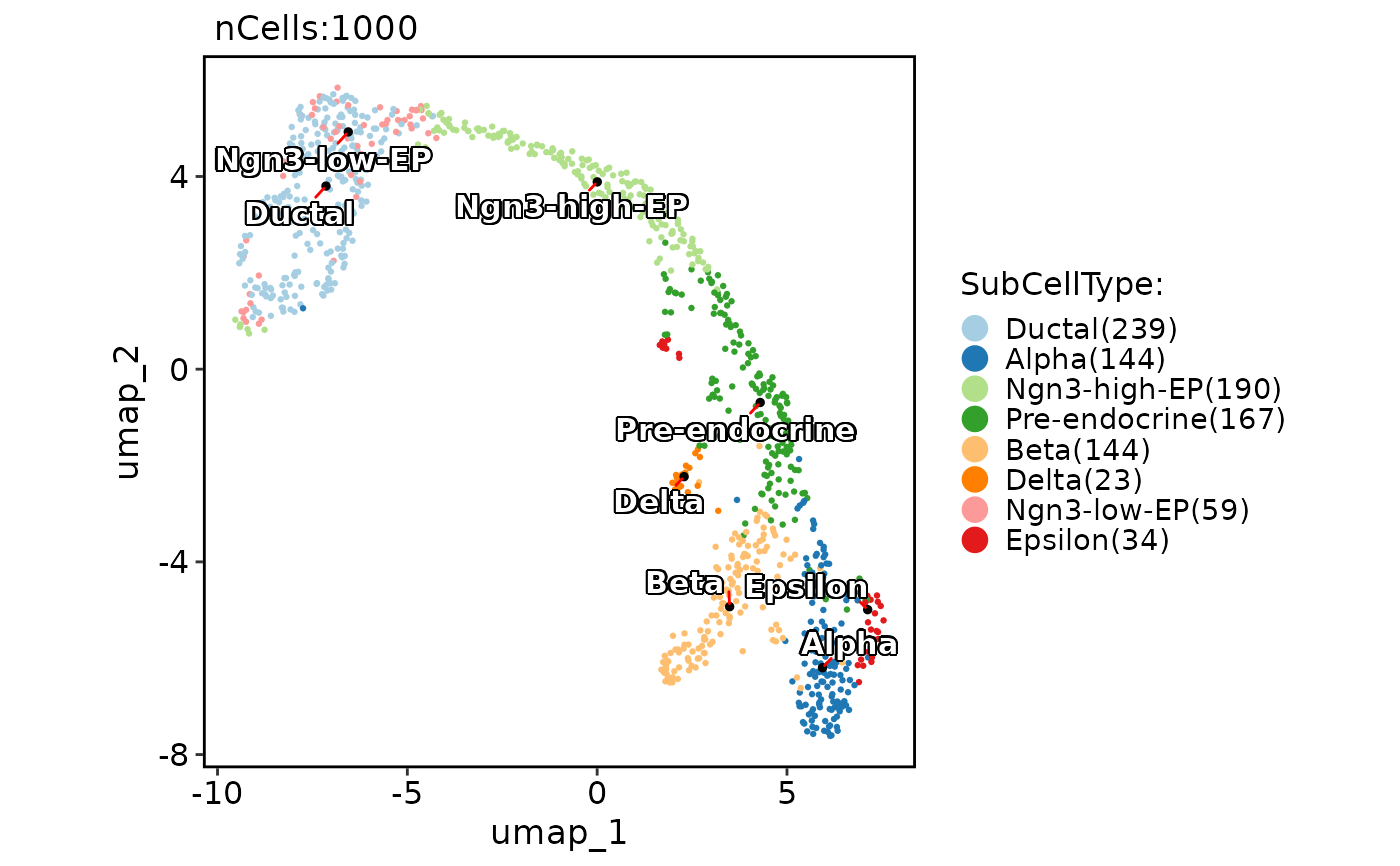 nCells:1000
umap_2
4
0
-4
-8
-10
-5
0
5
umap_1
Ngn3-low-EP
Ductal
Ngn3-high-EP
Pre-endocrine
Delta
Beta
Epsilon
Alpha
SubCellType:
Ductal(239)
Alpha(144)
Ngn3-high-EP(190)
Pre-endocrine(167)
Beta(144)
Delta(23)
Ngn3-low-EP(59)
Epsilon(34)